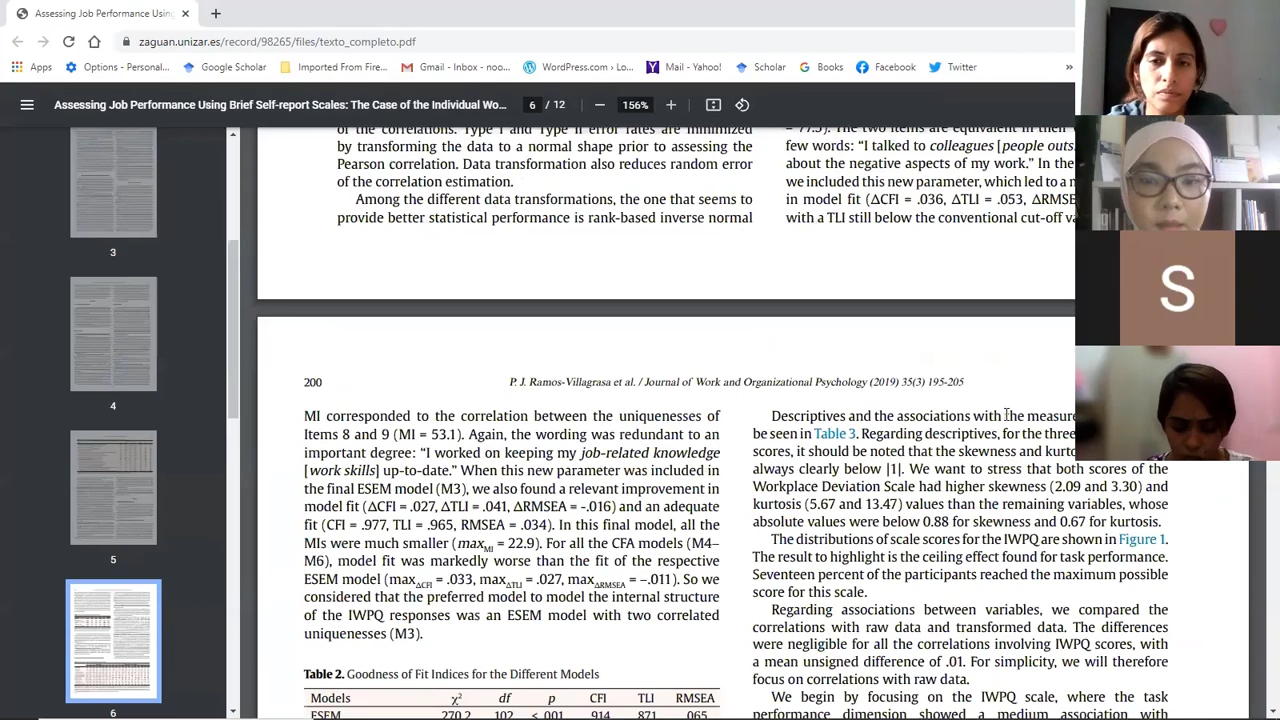 Assessing Job Performance Using
zaguan.unizar.es/record/98265/files/texto_completo.pdf
Apps
Options - Personal...
Google Scholar
Imported From Fire...
Gmail - Thomson...
WordPress.com › Lo...
Mail - Yahoo!
Scholar
Books
Facebook
Twitter
»
Assessing Job Performance Using Brief Self-report Scales: The Case of the Individual Wo...
6 / 12
156%
3
4
5
6
of the correlations. Type I and Type II error rates are minimized
by transforming the data to a normal shape prior to assessing the
Pearson correlation. Data transformation also reduces random error
of the correlation estimation.
Among the different data transformations, the one that seems to
provide better statistical performance is rank-based inverse normal
The two items are equivalent in their
few words: “I talked to colleagues [people outs
about the negative aspects of my work.” In the
we included this new parameter, which led to a
in model fit (ΔCFI = .036, ΔTLI = .053, ΔRMSE
with a TLI still below the conventional cut-off va
200
P. J. Ramos-Villagrasa et al. / Journal of Work and Organizational Psychology (2019) 35(3) 195-205
MI corresponded to the correlation between the uniquenesses of
Items 8 and 9 (MI = 53.1). Again, the wording was redundant to an
important degree: “I worked on keeping my job-related knowledge
[work skills] up-to-date.” When this new parameter was included in
the final ESEM model (M3), we also found a relevant improvement in
model fit (ΔCFI = .027, ΔTLI = .041, ΔRMSEA = -.016) and an adequate
fit (CFI = .977, TLI = .965, RMSEA = .034). In this final model, all the
MIs were much smaller (max MI = 22.9). For all the CFA models (M4–
M6), model fit was markedly worse than the fit of the respective
ESEM model (maxΔCFI = .033, maxΔTLI = .027, maxΔRMSEA = −.011). So we
considered that the preferred model to model the internal structure
of the IWPQ responses was the ESEM model with two correlated
uniquenesses (M3).
Table 2. Goodness of Fit Indices for the Different Models
Models χ² df p CFI TLI RMSEA
ESEM 102 .914 .871 .065
Descriptives and the associations with the measure
be seen in Table 3. Regarding descriptives, for the three
scores, it should be noted that the skewness and kurto
always clearly below |1|. We want to stress that both scores of the
Workplace Deviation Scale had higher skewness (2.09 and 3.30) and
kurtosis (5.67 and 13.47) values than the remaining variables, whose
absolute values were below 0.88 for skewness and 0.67 for kurtosis.
The distributions of scale scores for the IWPQ are shown in Figure 1.
The result to highlight is the ceiling effect found for task performance.
Seventeen percent of the participants reached the maximum possible
score for this scale.
Regarding associations between variables, we compared the
correlations with raw data and transformed data. The differences
were negligible for all the correlations involving IWPQ scores, with
a mean unsigned difference of .01. For simplicity, we will therefore
focus on correlations with raw data.
We begin by focusing on the IWPQ scale, where the task
performance dimension showed a medium association with
S